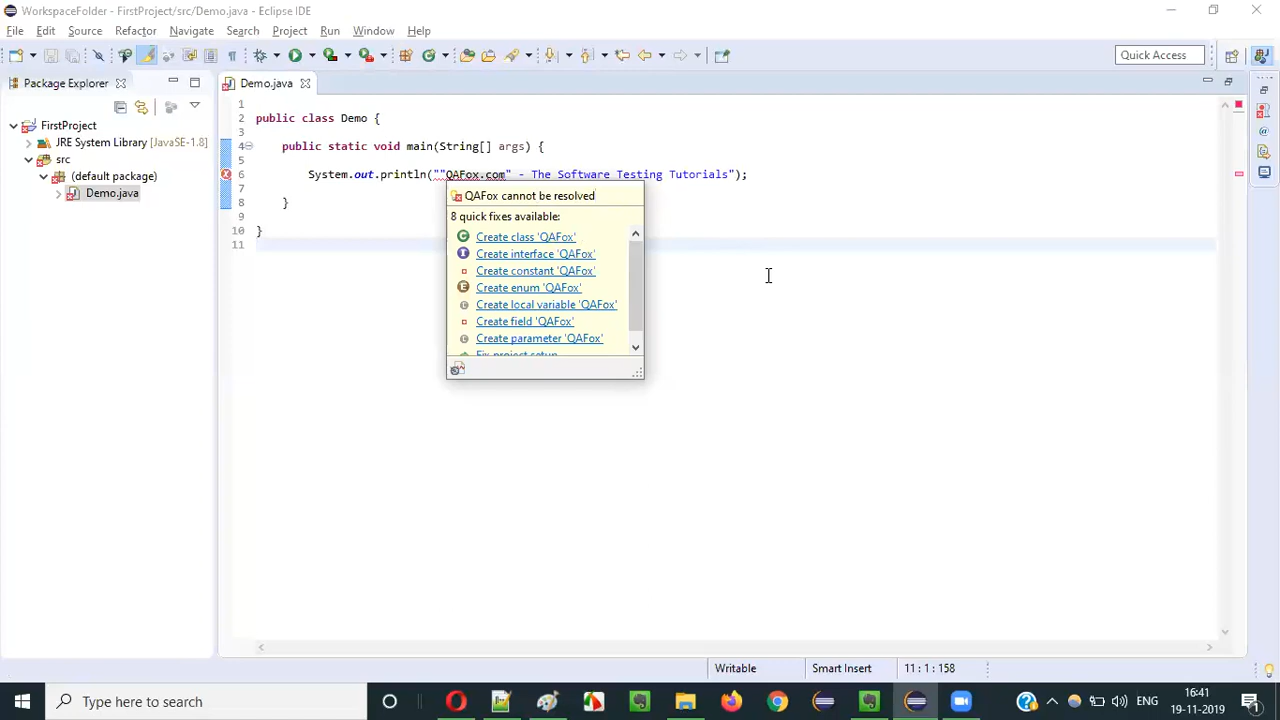 WorkspaceFolder - FirstProject/src/Demo.java - Eclipse IDE
File Edit Source Refactor Navigate Search Project Run Window Help
Quick Access
Package Explorer
Demo.java
FirstProject
JRE System Library [JavaSE-1.8]
src
(default package)
Demo.java
1
2 public class Demo {
3
4 public static void main(String[] args) {
5
6 System.out.println(""QAFox.com" - The Software Testing Tutorials");
7
8 }
9
10 }
11
QAFox cannot be resolved
8 quick fixes available:
Create class 'QAFox'
Create interface 'QAFox'
Create constant 'QAFox'
Create enum 'QAFox'
Create local variable 'QAFox'
Create field 'QAFox'
Create parameter 'QAFox'
Fix project setup...
Writable Smart Insert 11 : 1 : 158
Type here to search
ENG
16:41
19-11-2019
1